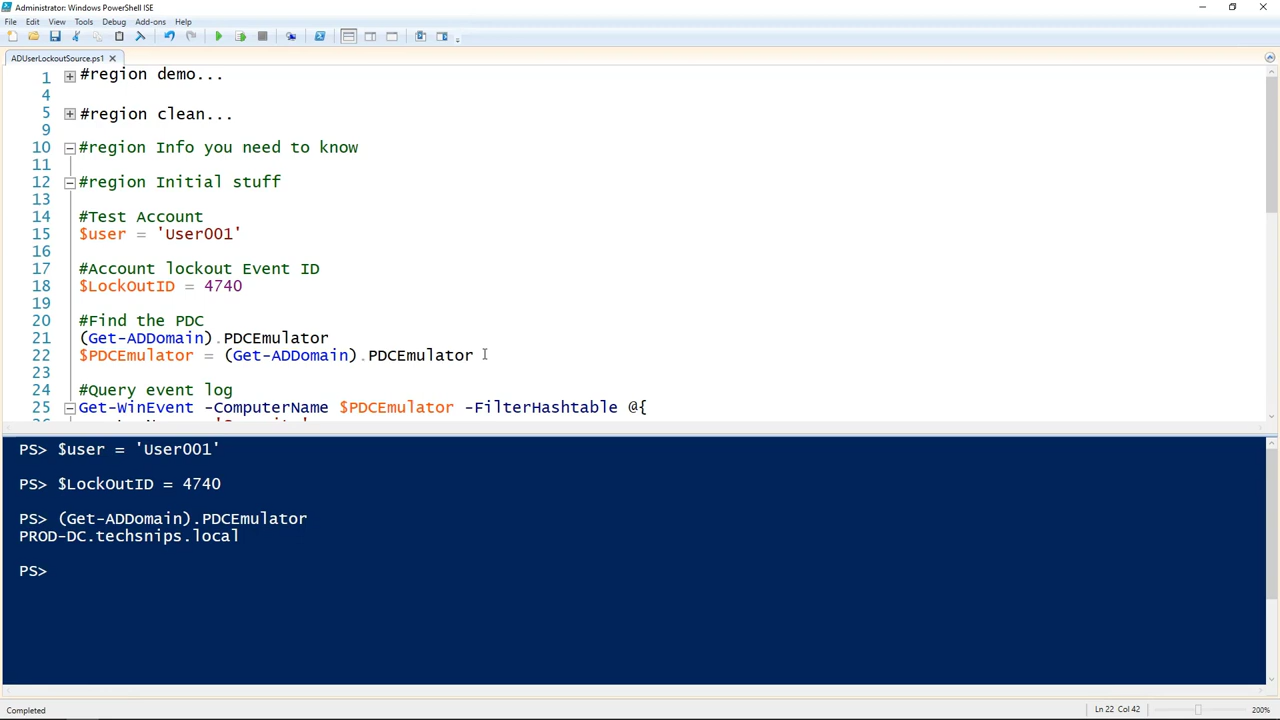 Administrator: Windows PowerShell ISE
File Edit View Tools Debug Add-ons Help
ADUserLockoutSource.ps1
1 #region demo...
4
5 #region clean...
9
10 #region Info you need to know
11
12 #region Initial stuff
13
14 #Test Account
15 $user = 'User001'
16
17 #Account lockout Event ID
18 $LockOutID = 4740
19
20 #Find the PDC
21 (Get-ADDomain).PDCEmulator
22 $PDCEmulator = (Get-ADDomain).PDCEmulator
23
24 #Query event log
25 Get-WinEvent -ComputerName $PDCEmulator -FilterHashtable @{
PS> $user = 'User001'
PS> $LockOutID = 4740
PS> (Get-ADDomain).PDCEmulator
PROD-DC.techsnips.local
PS>
Completed
Ln 22 Col 42
200%